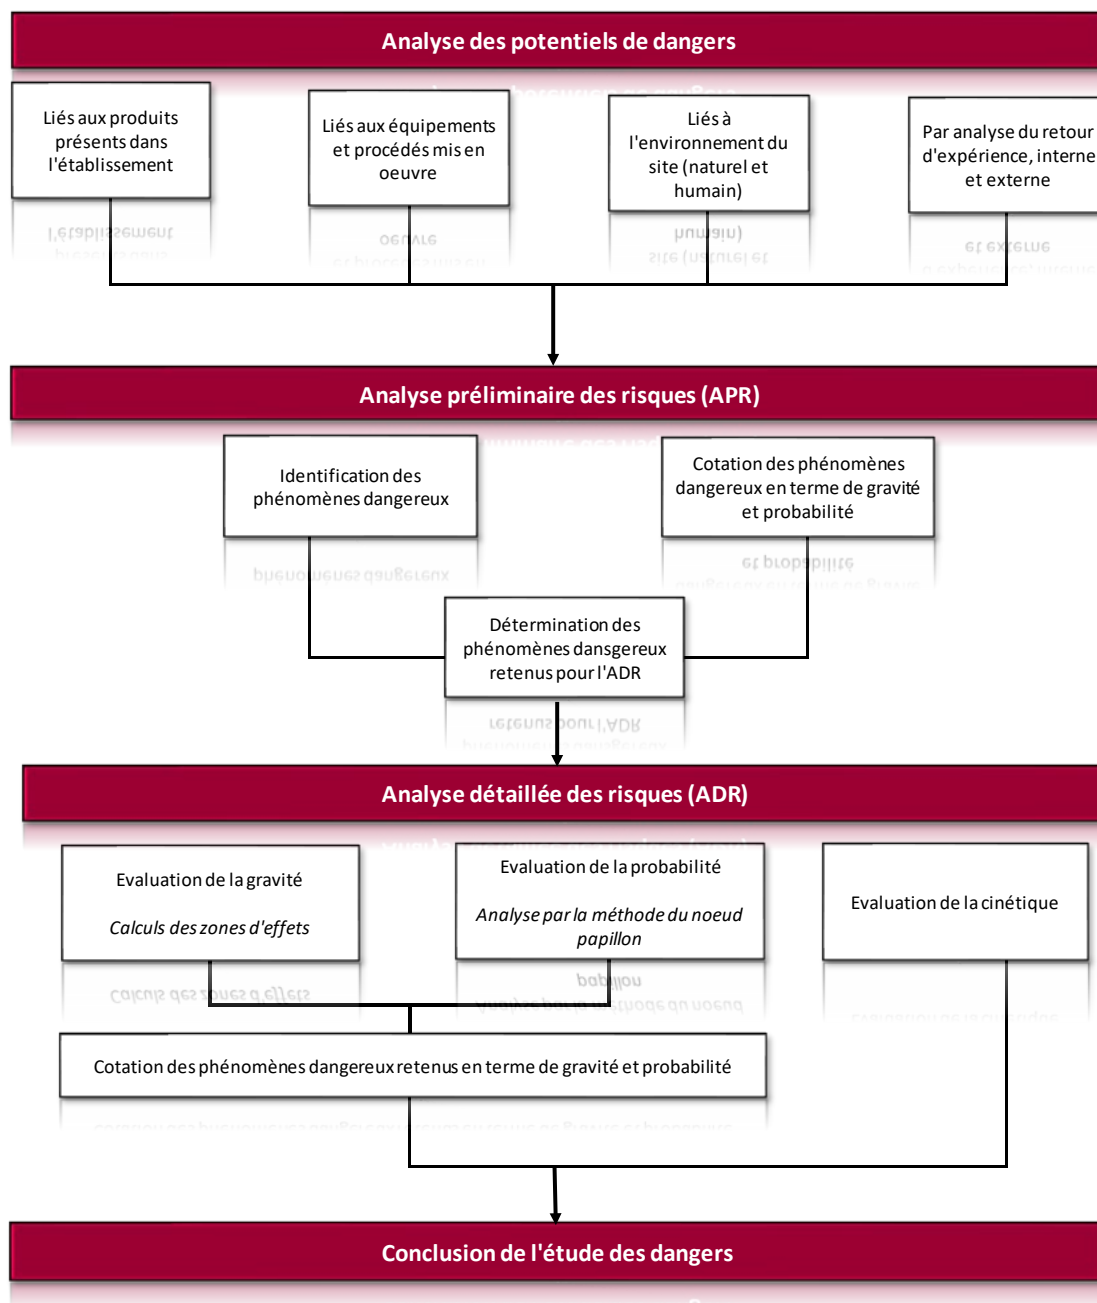 Analyse des potentiels de dangers
Liés aux produits
présents dans
l'établissement
Liés aux équipements
et procédés mis en
oeuvre
Liés à
l'environnement du
site (naturel et
humain)
Par analyse du retour
d'expérience, interne
et externe
Analyse préliminaire des risques (APR)
Identification des
phénomènes dangereux
Cotation des phénomènes
dangereux en terme de gravité
et probabilité
Détermination des
phénomènes dansgereux
retenus pour l'ADR
Analyse détaillée des risques (ADR)
Evaluation de la gravité
Calculs des zones d'effets
Evaluation de la probabilité
Analyse par la méthode du noeud
papillon
Evaluation de la cinétique
Cotation des phénomènes dangereux retenus en terme de gravité et probabilité
Conclusion de l'étude des dangers